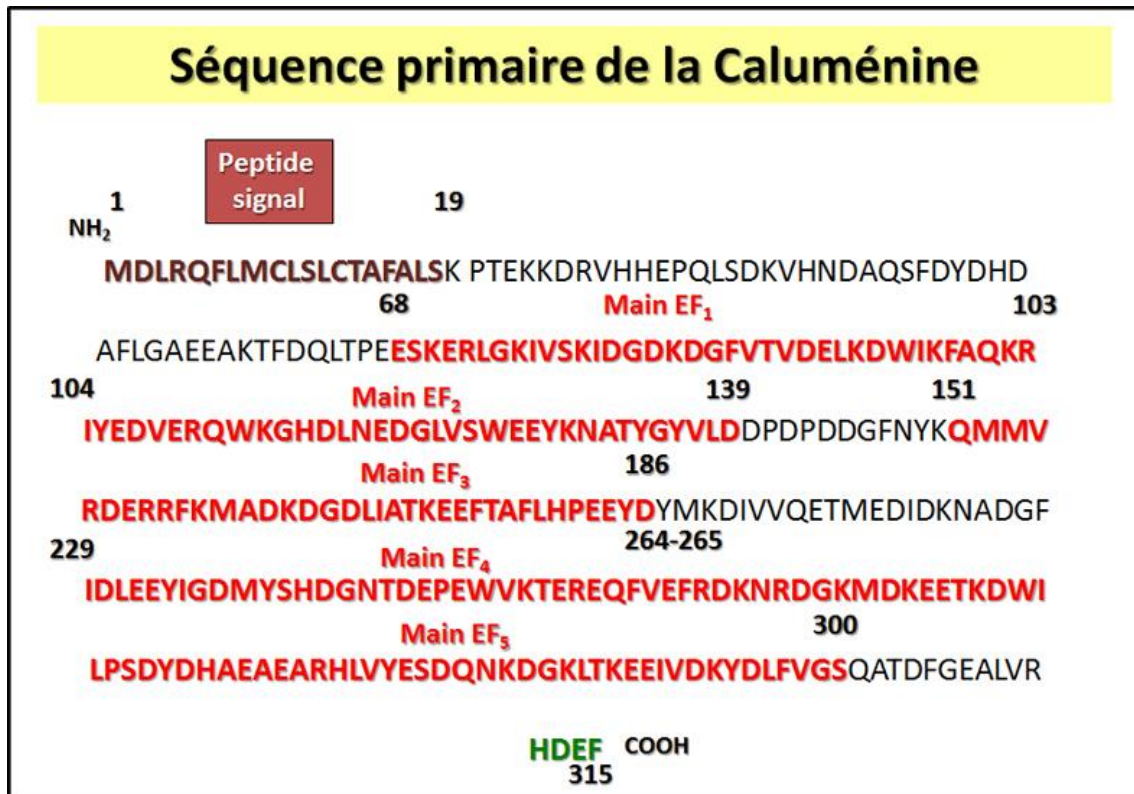 Séquence primaire de la Caluménine
Peptide
signal
1 19
NH₂
MDLRQFLMCLSLCTAFALSK PTEKKDRVHHEPQLSDKVHNDAQSFDYDHD
68 Main EF₁ 103
AFLGAEEAKTFDQLTPEESKERLGKIVSKIDGDKDGFVTVDELKDWIKFAQKR
104 Main EF₂ 139 151
IYEDVERQWKGHDLNEDGLVSWEEYKNATYGYVLDDPDPDDGFNYKQMMV
Main EF₃ 186
RDERRFKMADKDGDLIATKEEFTAFLHPEEYDYMKDIVVQETMEDIDKNADGF
229 Main EF₄ 264-265
IDLEEYIGDMYSHDGNTDEPEWVKTEREQFVEFRDKNRDGKMDKEETKDWI
Main EF₅ 300
LPSDYDHAEAEARHLVYESDQNKDGKLTKEEIVDKYDLFVGSQATDFGEALVR
HDEF COOH
315